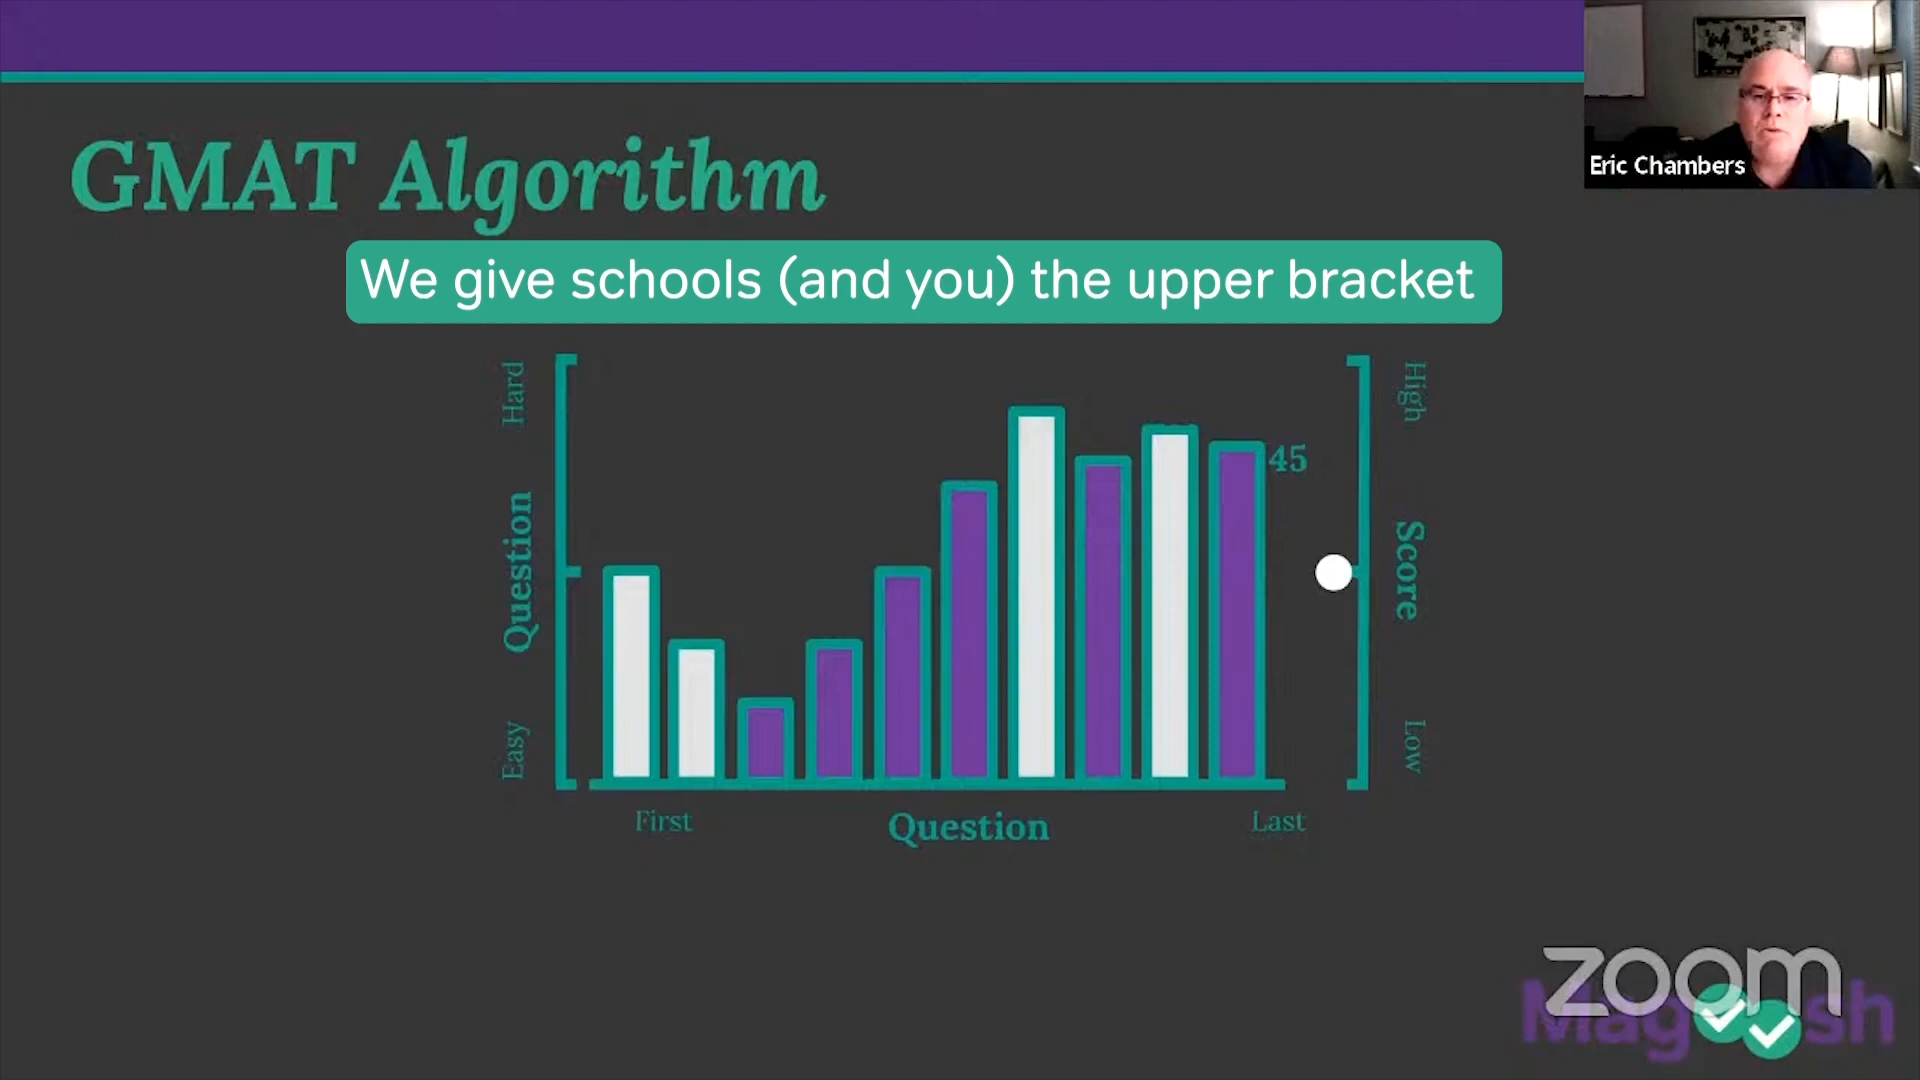 Eric Chambers
GMAT Algorithm
We give schools (and you) the upper bracket
Hard
Question
Easy
45
High
Score
Low
First
Question
Last
zoom
Magoosh